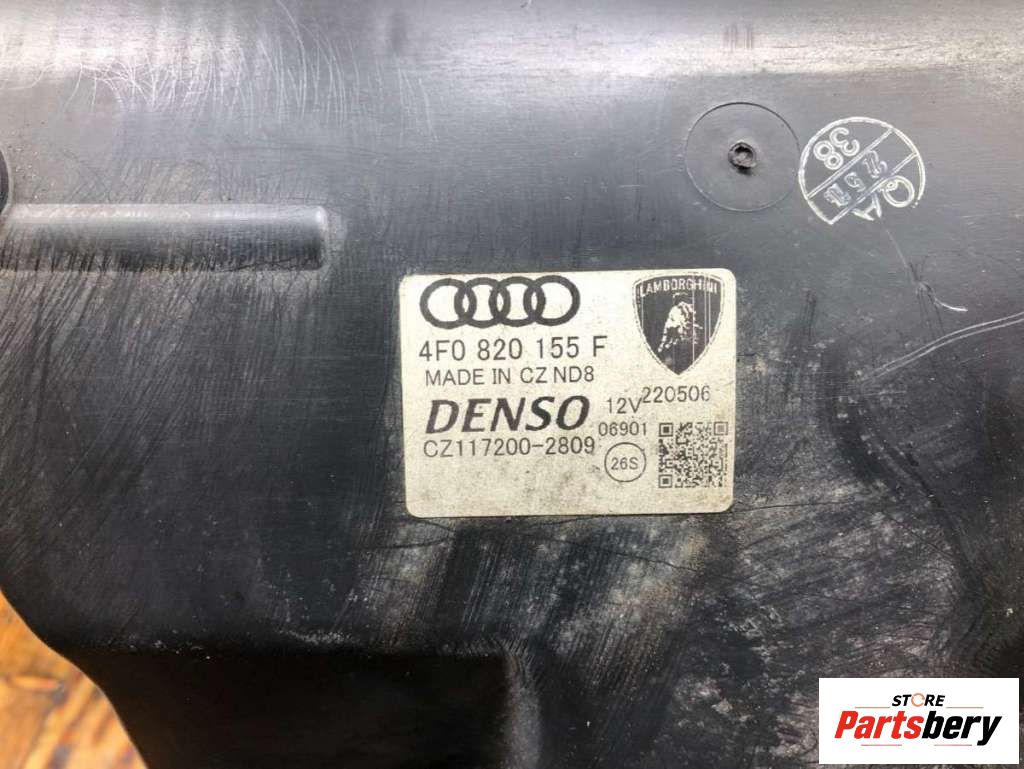 38
QA
LAMBORGHINI
4F0 820 155 F
MADE IN CZ ND8
DENSO 12V 220506
06901
CZ117200-2809
26S
STORE
Partsbery